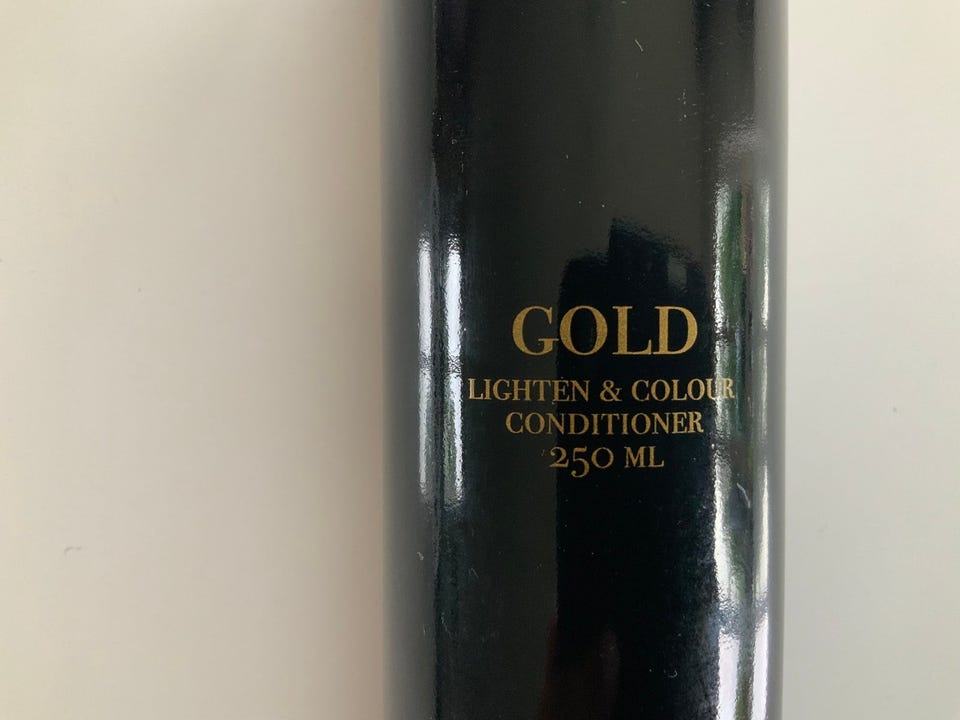 GOLD
LIGHTEN & COLOUR
CONDITIONER
250 ML